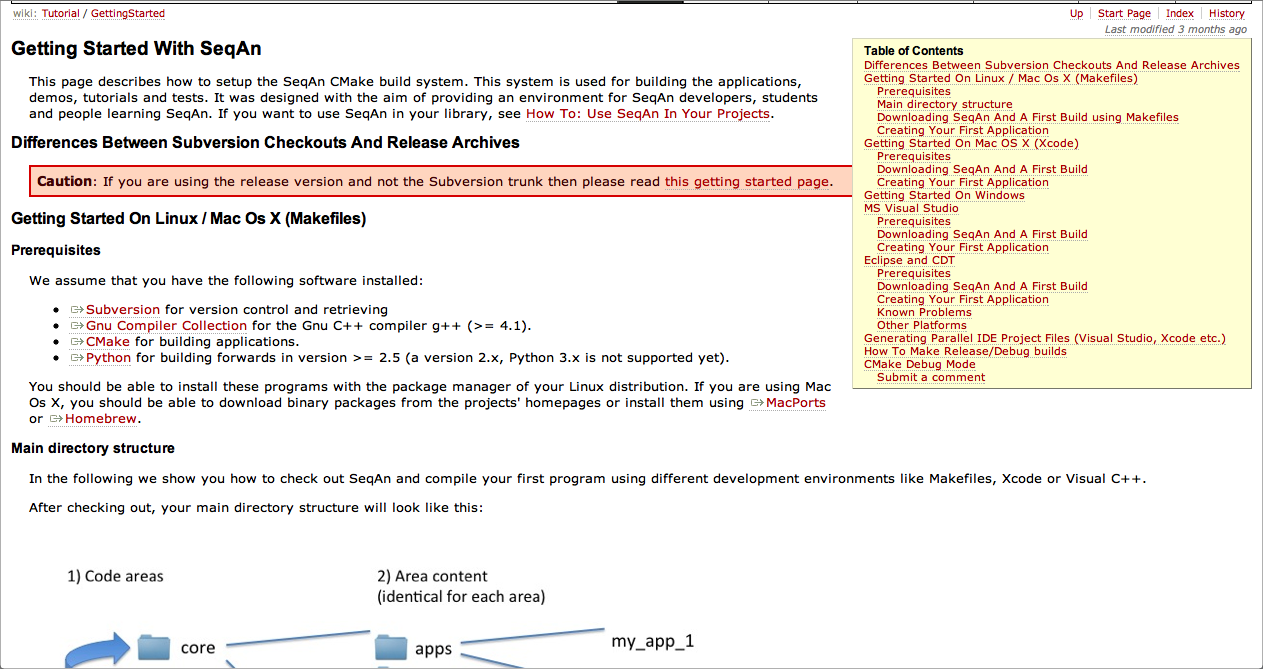 wiki: Tutorial / GettingStarted
Up Start Page Index History
Last modified 3 months ago
Getting Started With SeqAn
This page describes how to setup the SeqAn CMake build system. This system is used for building the applications,
demos, tutorials and tests. It was designed with the aim of providing an environment for SeqAn developers, students
and people learning SeqAn. If you want to use SeqAn in your library, see How To: Use SeqAn In Your Projects.
Differences Between Subversion Checkouts And Release Archives
Caution: If you are using the release version and not the Subversion trunk then please read this getting started page.
Getting Started On Linux / Mac Os X (Makefiles)
Prerequisites
We assume that you have the following software installed:
Subversion for version control and retrieving
Gnu Compiler Collection for the Gnu C++ compiler g++ (>= 4.1).
CMake for building applications.
Python for building forwards in version >= 2.5 (a version 2.x, Python 3.x is not supported yet).
You should be able to install these programs with the package manager of your Linux distribution. If you are using Mac
Os X, you should be able to download binary packages from the projects' homepages or install them using MacPorts
or Homebrew.
Table of Contents
Differences Between Subversion Checkouts And Release Archives
Getting Started On Linux / Mac Os X (Makefiles)
Prerequisites
Main directory structure
Downloading SeqAn And A First Build using Makefiles
Creating Your First Application
Getting Started On Mac OS X (Xcode)
Prerequisites
Downloading SeqAn And A First Build
Creating Your First Application
Getting Started On Windows
MS Visual Studio
Prerequisites
Downloading SeqAn And A First Build
Creating Your First Application
Eclipse and CDT
Prerequisites
Downloading SeqAn And A First Build
Creating Your First Application
Known Problems
Other Platforms
Generating Parallel IDE Project Files (Visual Studio, Xcode etc.)
How To Make Release/Debug builds
CMake Debug Mode
Submit a comment
Main directory structure
In the following we show you how to check out SeqAn and compile your first program using different development environments like Makefiles, Xcode or Visual C++.
After checking out, your main directory structure will look like this:
1) Code areas
2) Area content
(identical for each area)
core
apps
my_app_1